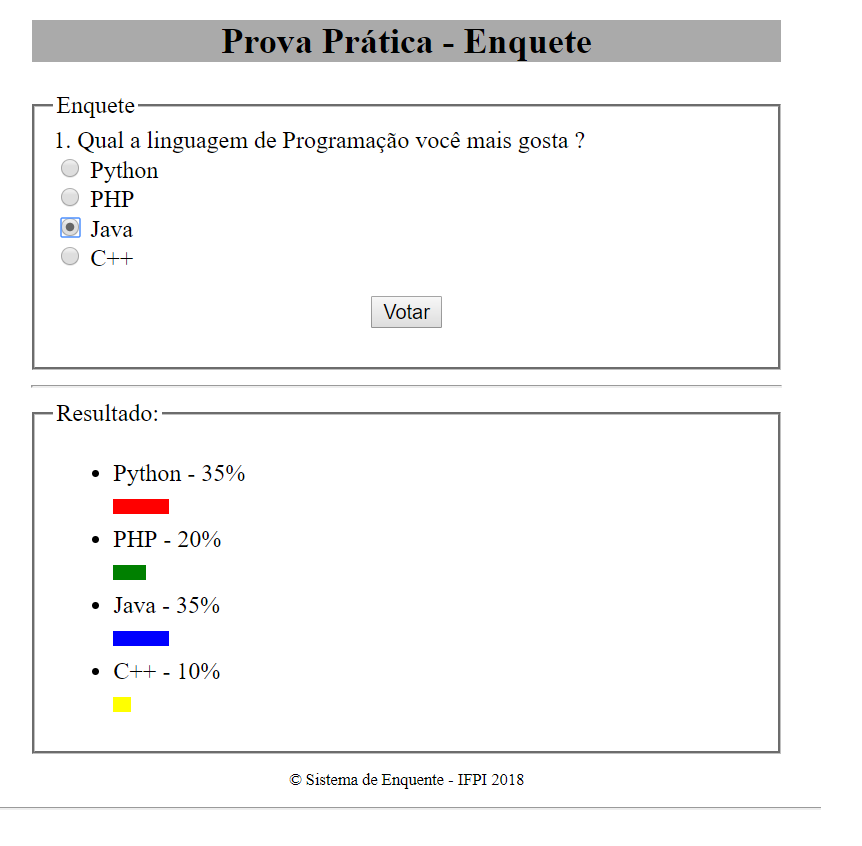 Prova Prática - Enquete
Enquete
1. Qual a linguagem de Programação você mais gosta ?
Python
PHP
Java
C++
Votar
Resultado:
Python - 35%
PHP - 20%
Java - 35%
C++ - 10%
© Sistema de Enquente - IFPI 2018